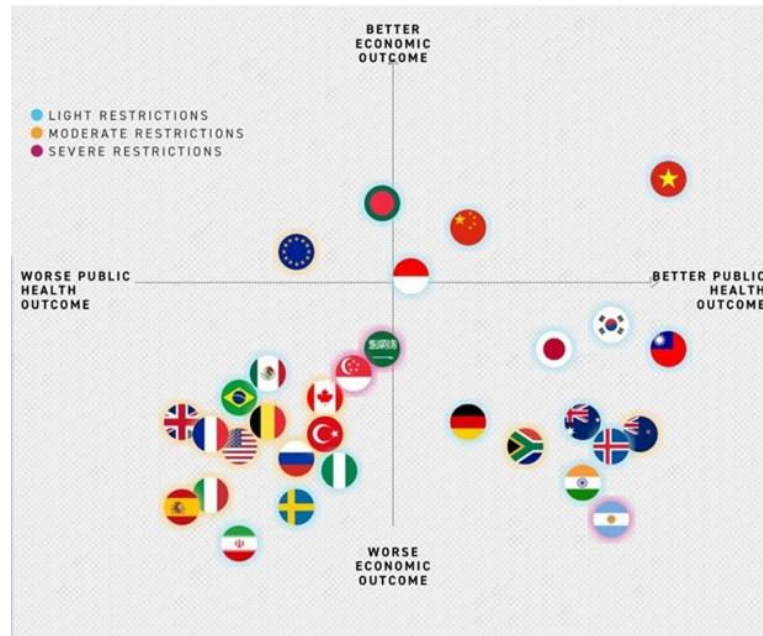 BETTER
ECONOMIC
OUTCOME
LIGHT RESTRICTIONS
MODERATE RESTRICTIONS
SEVERE RESTRICTIONS
WORSE PUBLIC
HEALTH
OUTCOME
BETTER PUBLIC
HEALTH
OUTCOME
WORSE
ECONOMIC
OUTCOME